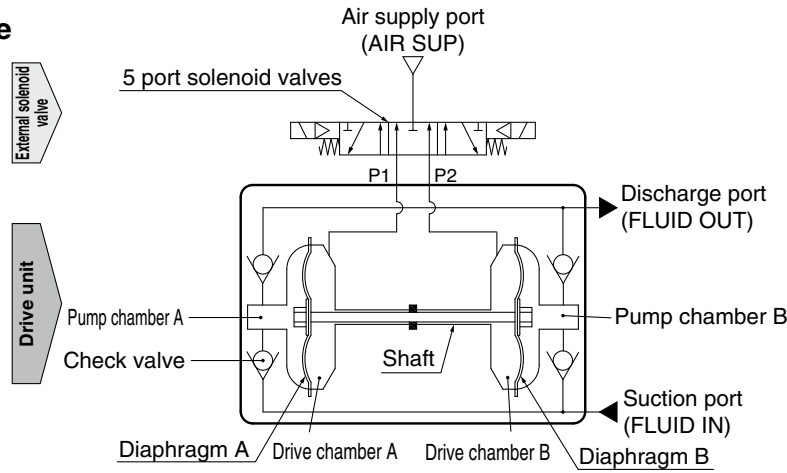 e
Air supply port
(AIR SUP)
5 port solenoid valves
External solenoid
valve
P1
P2
Discharge port
(FLUID OUT)
Drive unit
Pump chamber A
Pump chamber B
Check valve
Shaft
Suction port
(FLUID IN)
Diaphragm A
Drive chamber A
Drive chamber B
Diaphragm B